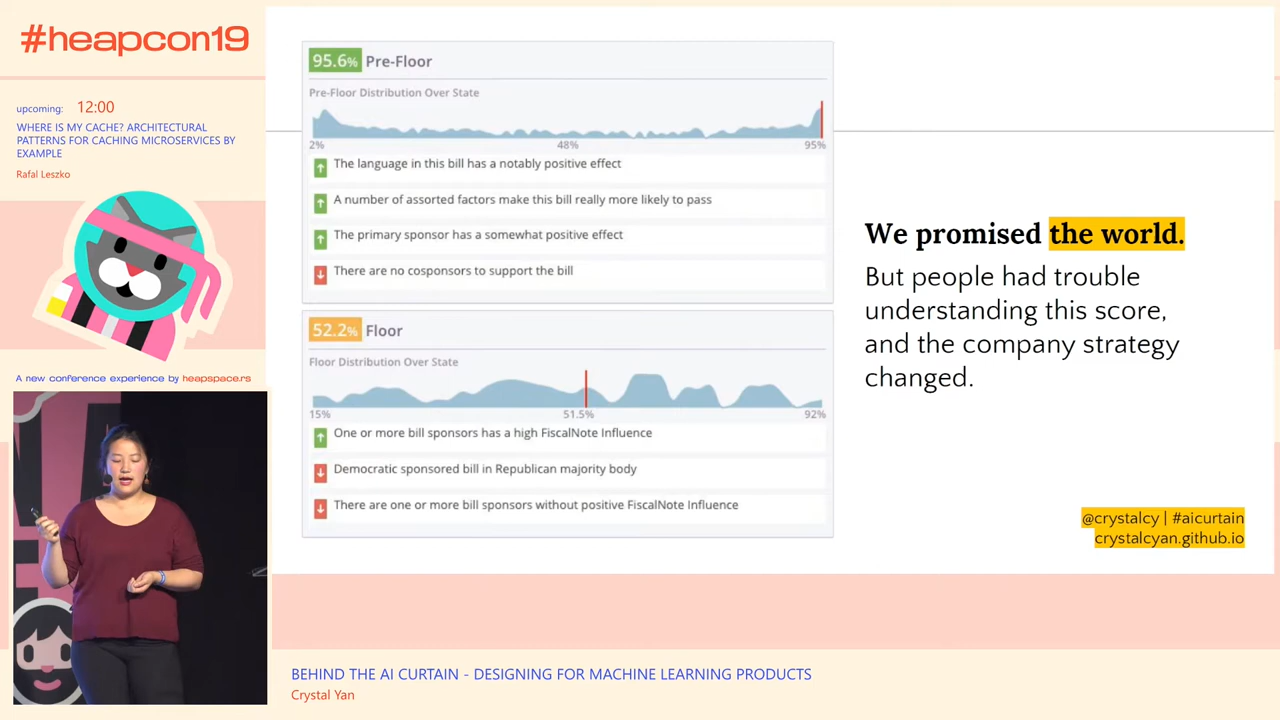 #heapcon19
upcoming: 12:00
WHERE IS MY CACHE? ARCHITECTURAL
PATTERNS FOR CACHING MICROSERVICES BY
EXAMPLE
Rafal Leszko
A new conference experience by heapspace.rs
95.6% Pre-Floor
Pre-Floor Distribution Over State
2% 48% 95%
The language in this bill has a notably positive effect
A number of assorted factors make this bill really more likely to pass
The primary sponsor has a somewhat positive effect
There are no cosponsors to support the bill
52.2% Floor
Floor Distribution Over State
15% 51.5% 92%
One or more bill sponsors has a high FiscalNote Influence
Democratic sponsored bill in Republican majority body
There are one or more bill sponsors without positive FiscalNote Influence
We promised the world.
But people had trouble
understanding this score,
and the company strategy
changed.
@crystalcy | #aicurtain
crystalcyan.github.io
BEHIND THE AI CURTAIN - DESIGNING FOR MACHINE LEARNING PRODUCTS
Crystal Yan